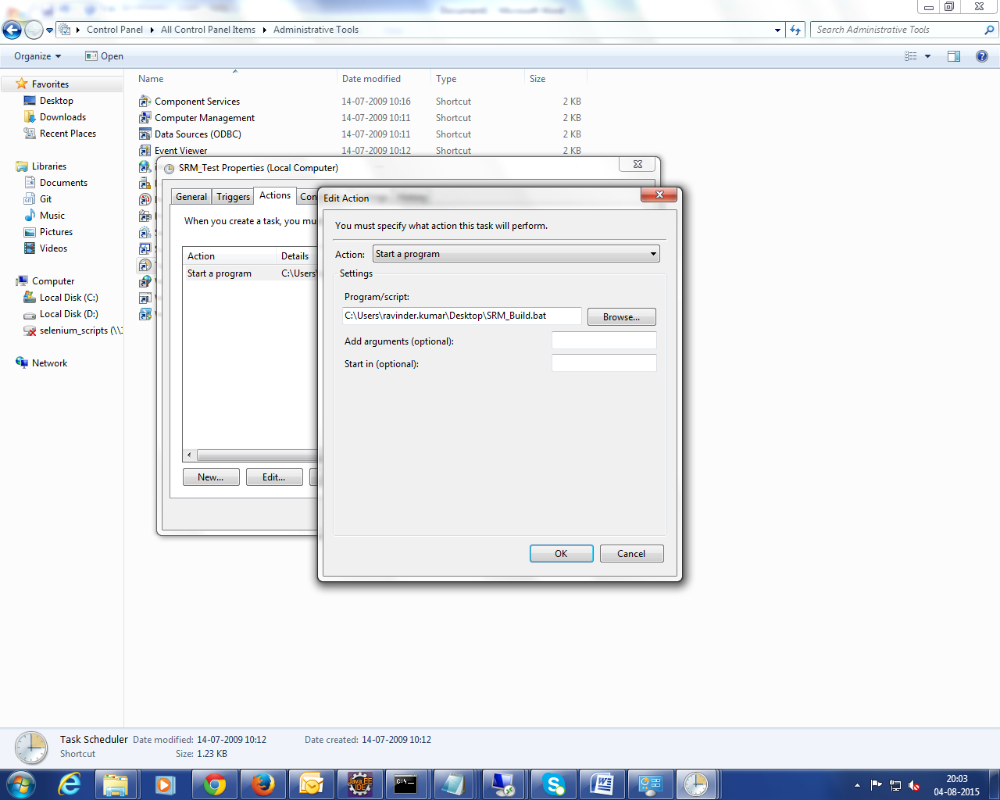 Control Panel
All Control Panel Items
Administrative Tools
Search Administrative Tools
Organize
Open
Favorites
Desktop
Downloads
Recent Places
Libraries
Documents
Git
Music
Pictures
Videos
Computer
Local Disk (C:)
Local Disk (D:)
selenium_scripts (\\
Network
Name Date modified Type Size
Component Services 14-07-2009 10:16 Shortcut 2 KB
Computer Management 14-07-2009 10:11 Shortcut 2 KB
Data Sources (ODBC) 14-07-2009 10:11 Shortcut 2 KB
Event Viewer 14-07-2009 10:12 Shortcut 2 KB
SRM_Test Properties (Local Computer)
General Triggers Actions Con
When you create a task, you mu
Action Details
Start a program C:\Users\
New... Edit...
Edit Action
You must specify what action this task will perform.
Action: Start a program
Settings
Program/script:
C:\Users\ravinder.kumar\Desktop\SRM_Build.bat Browse...
Add arguments (optional):
Start in (optional):
OK Cancel
Task Scheduler Date modified: 14-07-2009 10:12 Date created: 14-07-2009 10:12
Shortcut Size: 1.23 KB
Java EE
IDE
C:\
20:03
04-08-2015